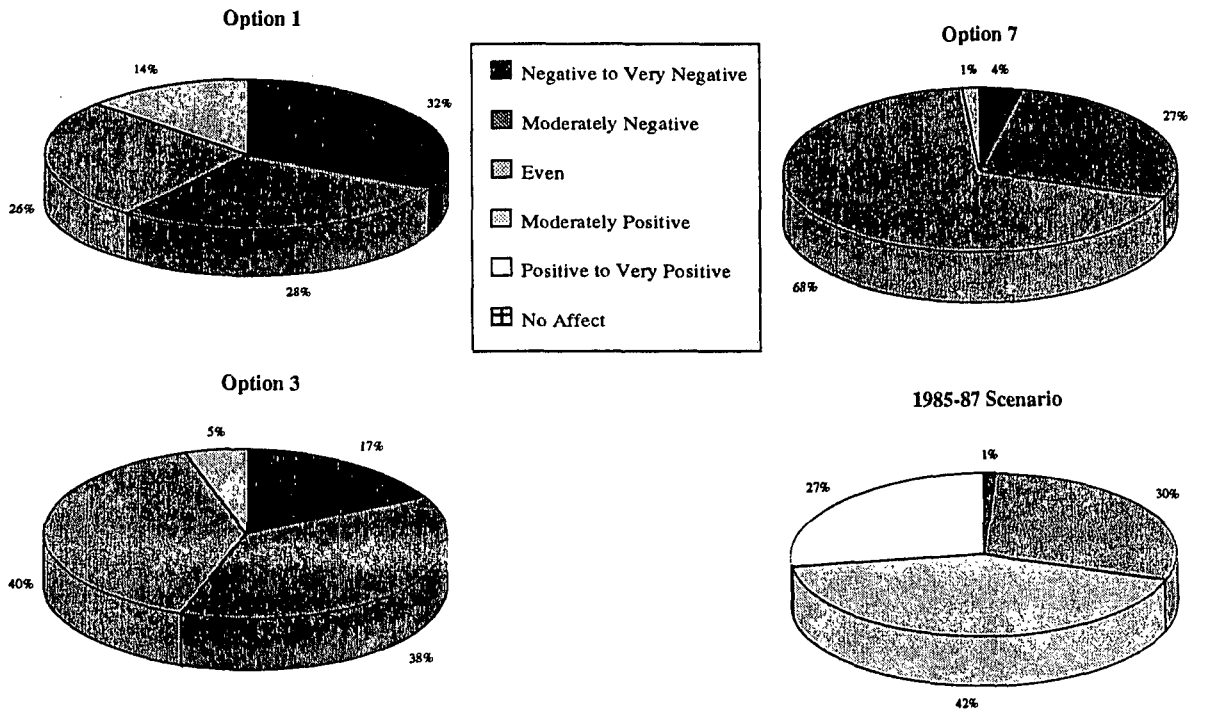 Option 1
14%
32%
26%
28%
Negative to Very Negative
Moderately Negative
Even
Moderately Positive
Positive to Very Positive
No Affect
Option 7
1%
4%
27%
68%
Option 3
5%
17%
40%
38%
1985-87 Scenario
1%
27%
30%
42%